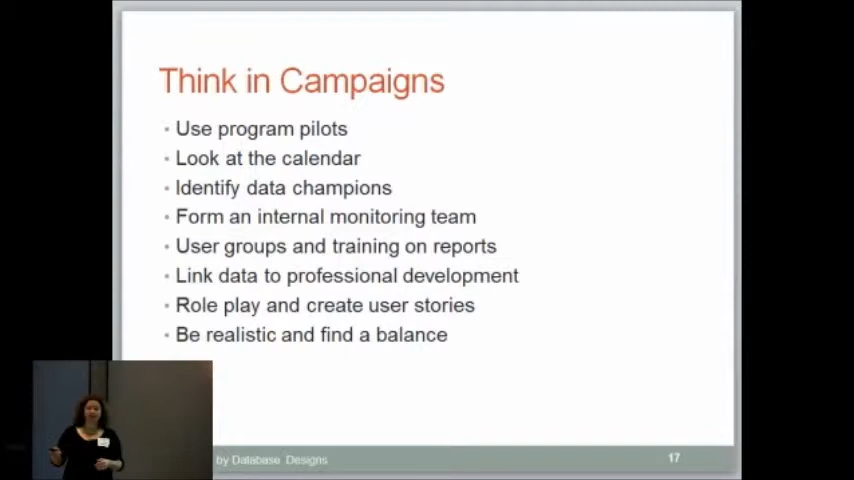 Think in Campaigns
• Use program pilots
• Look at the calendar
• Identify data champions
• Form an internal monitoring team
• User groups and training on reports
• Link data to professional development
• Role play and create user stories
• Be realistic and find a balance
by Database Designs
17